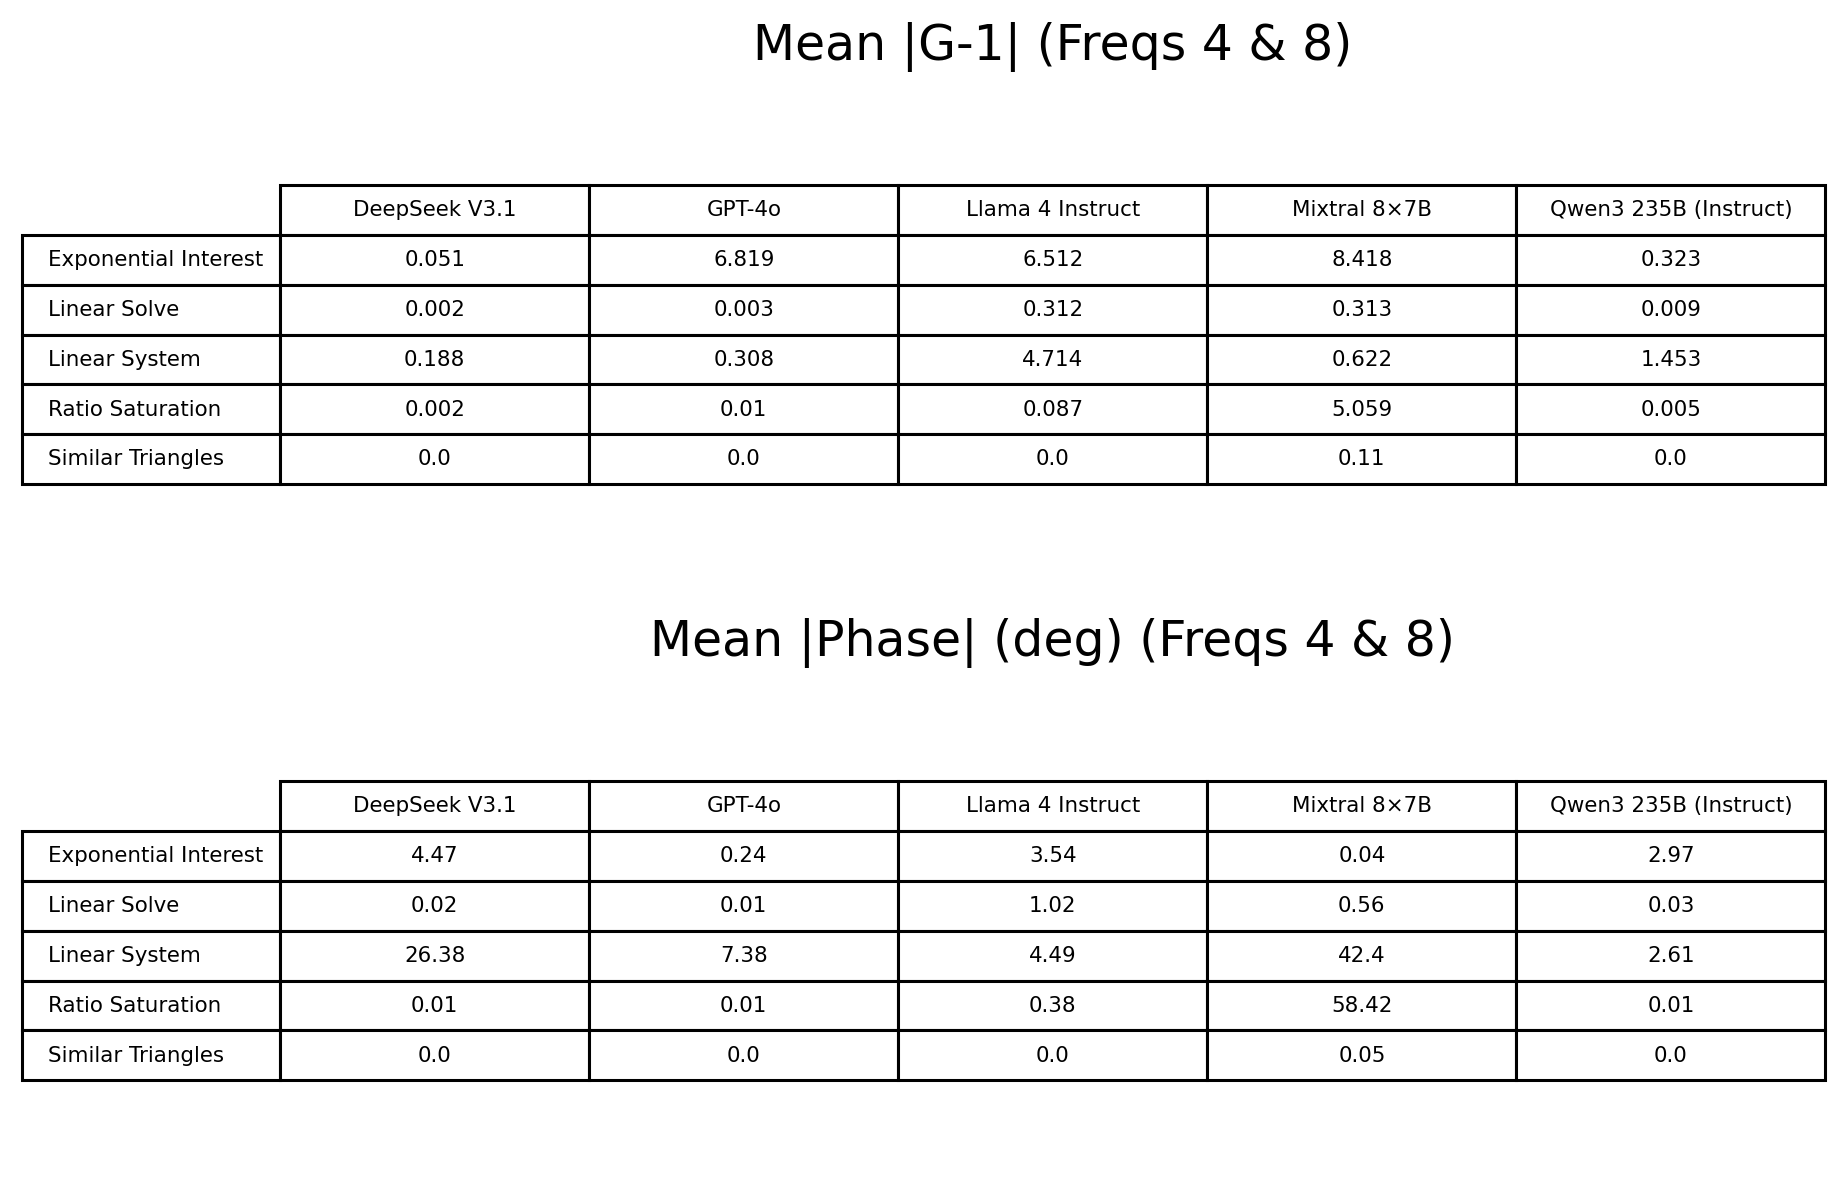 Mean |G-1| (Freqs 4 & 8)
DeepSeek V3.1 GPT-4o Llama 4 Instruct Mixtral 8×7B Qwen3 235B (Instruct)
Exponential Interest 0.051 6.819 6.512 8.418 0.323
Linear Solve 0.002 0.003 0.312 0.313 0.009
Linear System 0.188 0.308 4.714 0.622 1.453
Ratio Saturation 0.002 0.01 0.087 5.059 0.005
Similar Triangles 0.0 0.0 0.0 0.11 0.0
Mean |Phase| (deg) (Freqs 4 & 8)
DeepSeek V3.1 GPT-4o Llama 4 Instruct Mixtral 8×7B Qwen3 235B (Instruct)
Exponential Interest 4.47 0.24 3.54 0.04 2.97
Linear Solve 0.02 0.01 1.02 0.56 0.03
Linear System 26.38 7.38 4.49 42.4 2.61
Ratio Saturation 0.01 0.01 0.38 58.42 0.01
Similar Triangles 0.0 0.0 0.0 0.05 0.0